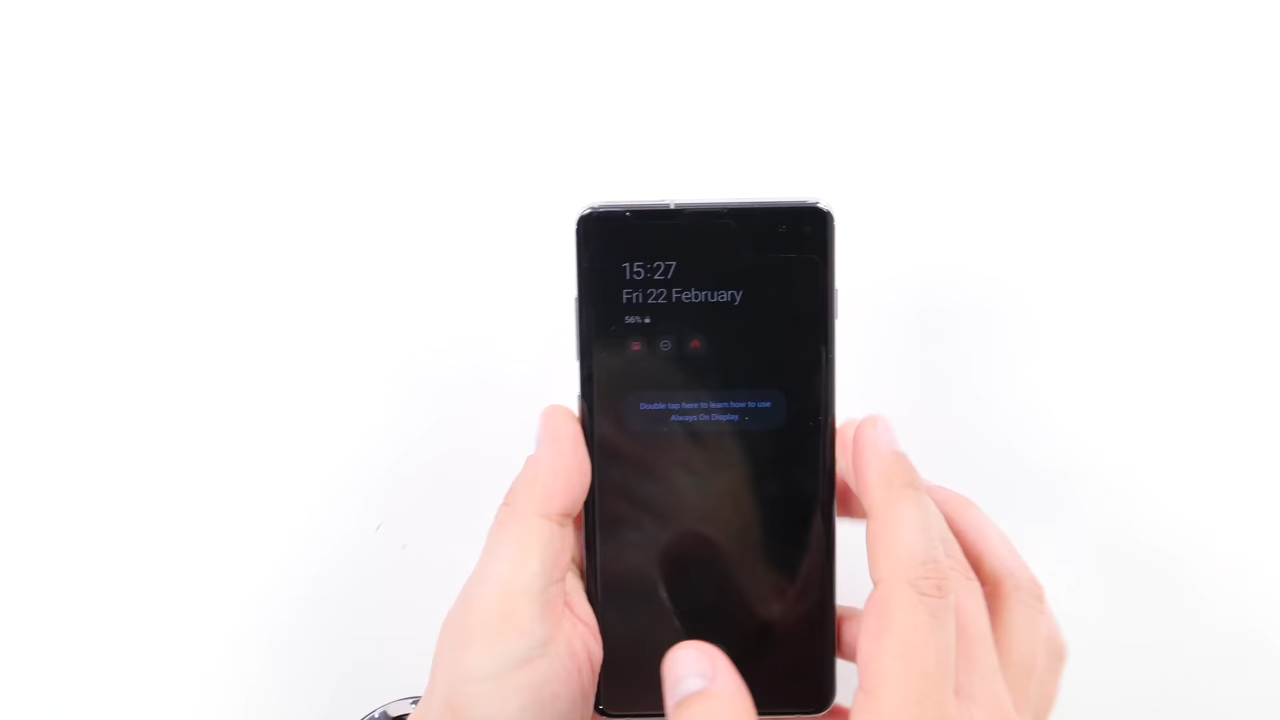 15:27
Fri 22 February
56%
Double tap here to learn how to use
Always On Display.